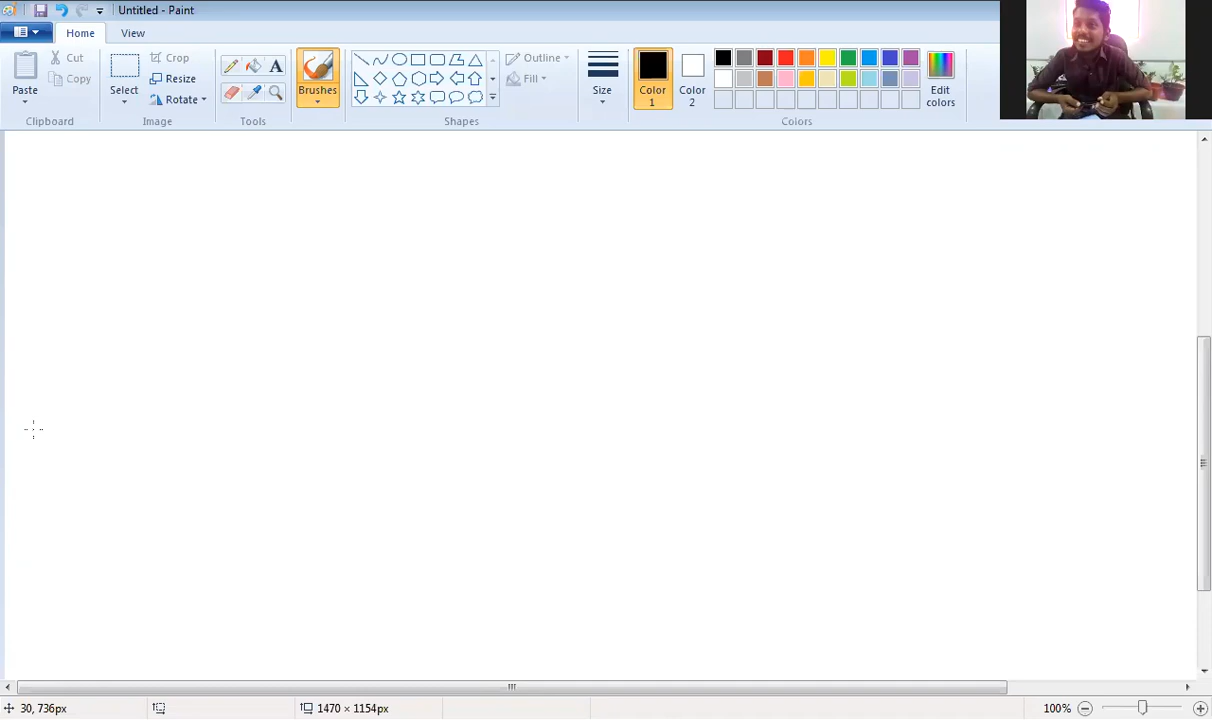 Untitled - Paint
Home View
Paste Cut Copy Select Crop Resize Rotate A Brushes Outline Fill Size Color 1 Color 2 Edit colors
Clipboard Image Tools Shapes Colors
30, 736px 1470 × 1154px 100%